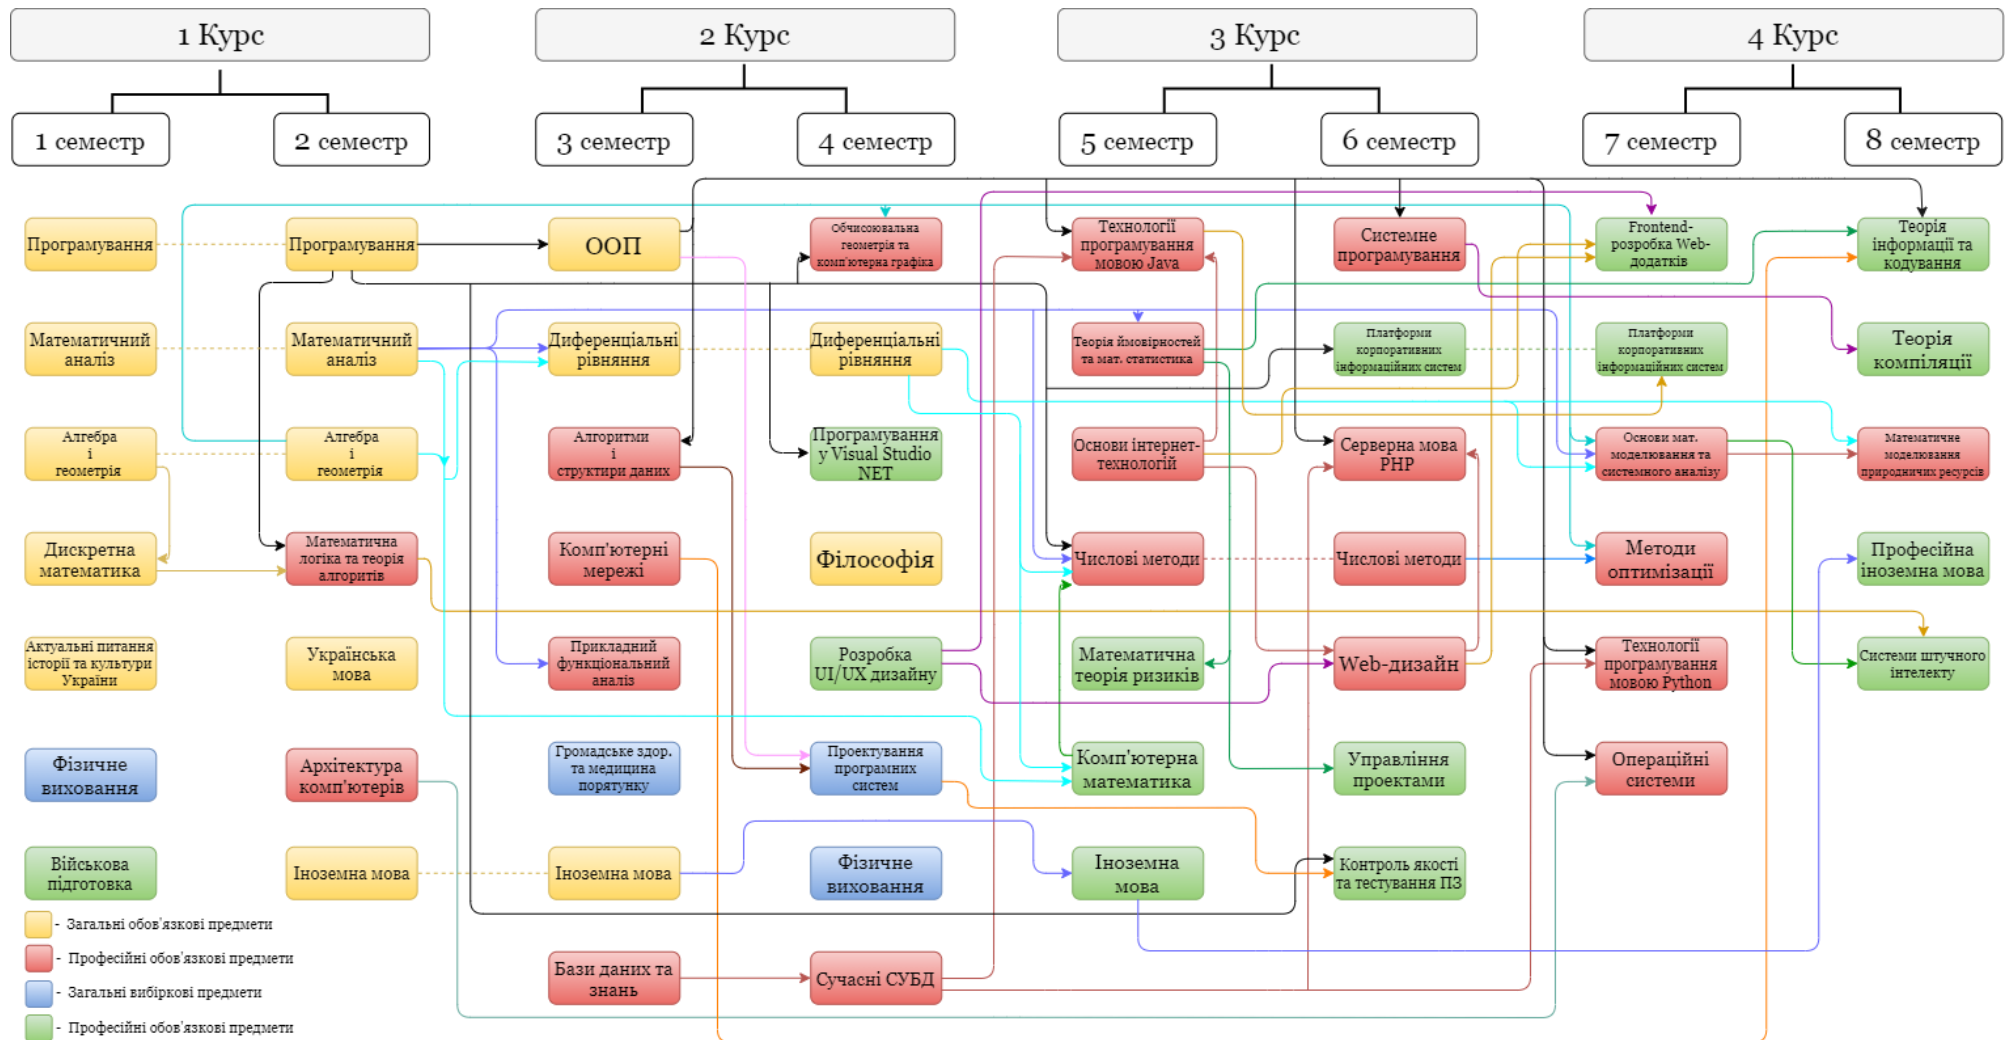 1 Курс
2 Курс
3 Курс
4 Курс
1 семестр
2 семестр
3 семестр
4 семестр
5 семестр
6 семестр
7 семестр
8 семестр
Програмування
Програмування
ООП
Обчисоювальна
геометрія та
комп'ютерна графіка
Технології
програмування
мовою Java
Системне
програмування
Frontend-
розробка Web-
додатків
Теорія
інформації та
кодування
Математичний
аналіз
Математичний
аналіз
Диференціальні
рівняння
Диференціальні
рівняння
Теорія ймовірностей
та мат. статистика
Платформи
корпоративних
інформаційних систем
Платформи
корпоративних
інформаційних систем
Теорія
компіляції
Алгебра
і
геометрія
Алгебра
і
геометрія
Алгоритми
і
структири даних
Програмування
у Visual Studio
NET
Основи інтернет-
технологій
Серверна мова
PHP
Основи мат.
моделювання та
системного аналізу
Математичне
моделювання
природничих ресурсів
Дискретна
математика
Математична
логіка та теорія
алгоритів
Комп'ютерні
мережі
Філософія
Числові методи
Числові методи
Методи
оптимізації
Професійна
іноземна мова
Актуальні питання
історії та культури
України
Українська
мова
Прикладний
функціональний
аналіз
Розробка
UI/UX дизайну
Математична
теорія ризиків
Web-дизайн
Технології
програмування
мовою Python
Системи штучного
інтелекту
Фізичне
виховання
Архітектура
комп'ютерів
Громадське здор.
та медицина
порятунку
Проектування
програмних
систем
Комп'ютерна
математика
Управління
проектами
Операційні
системи
Військова
підготовка
Іноземна мова
Іноземна мова
Фізичне
виховання
Іноземна
мова
Контроль якості
та тестування ПЗ
Бази даних та
знань
Сучасні СУБД
- Загальні обов'язкові предмети
- Професійні обов'язкові предмети
- Загальні вибіркові предмети
- Професійні обов'язкові предмети